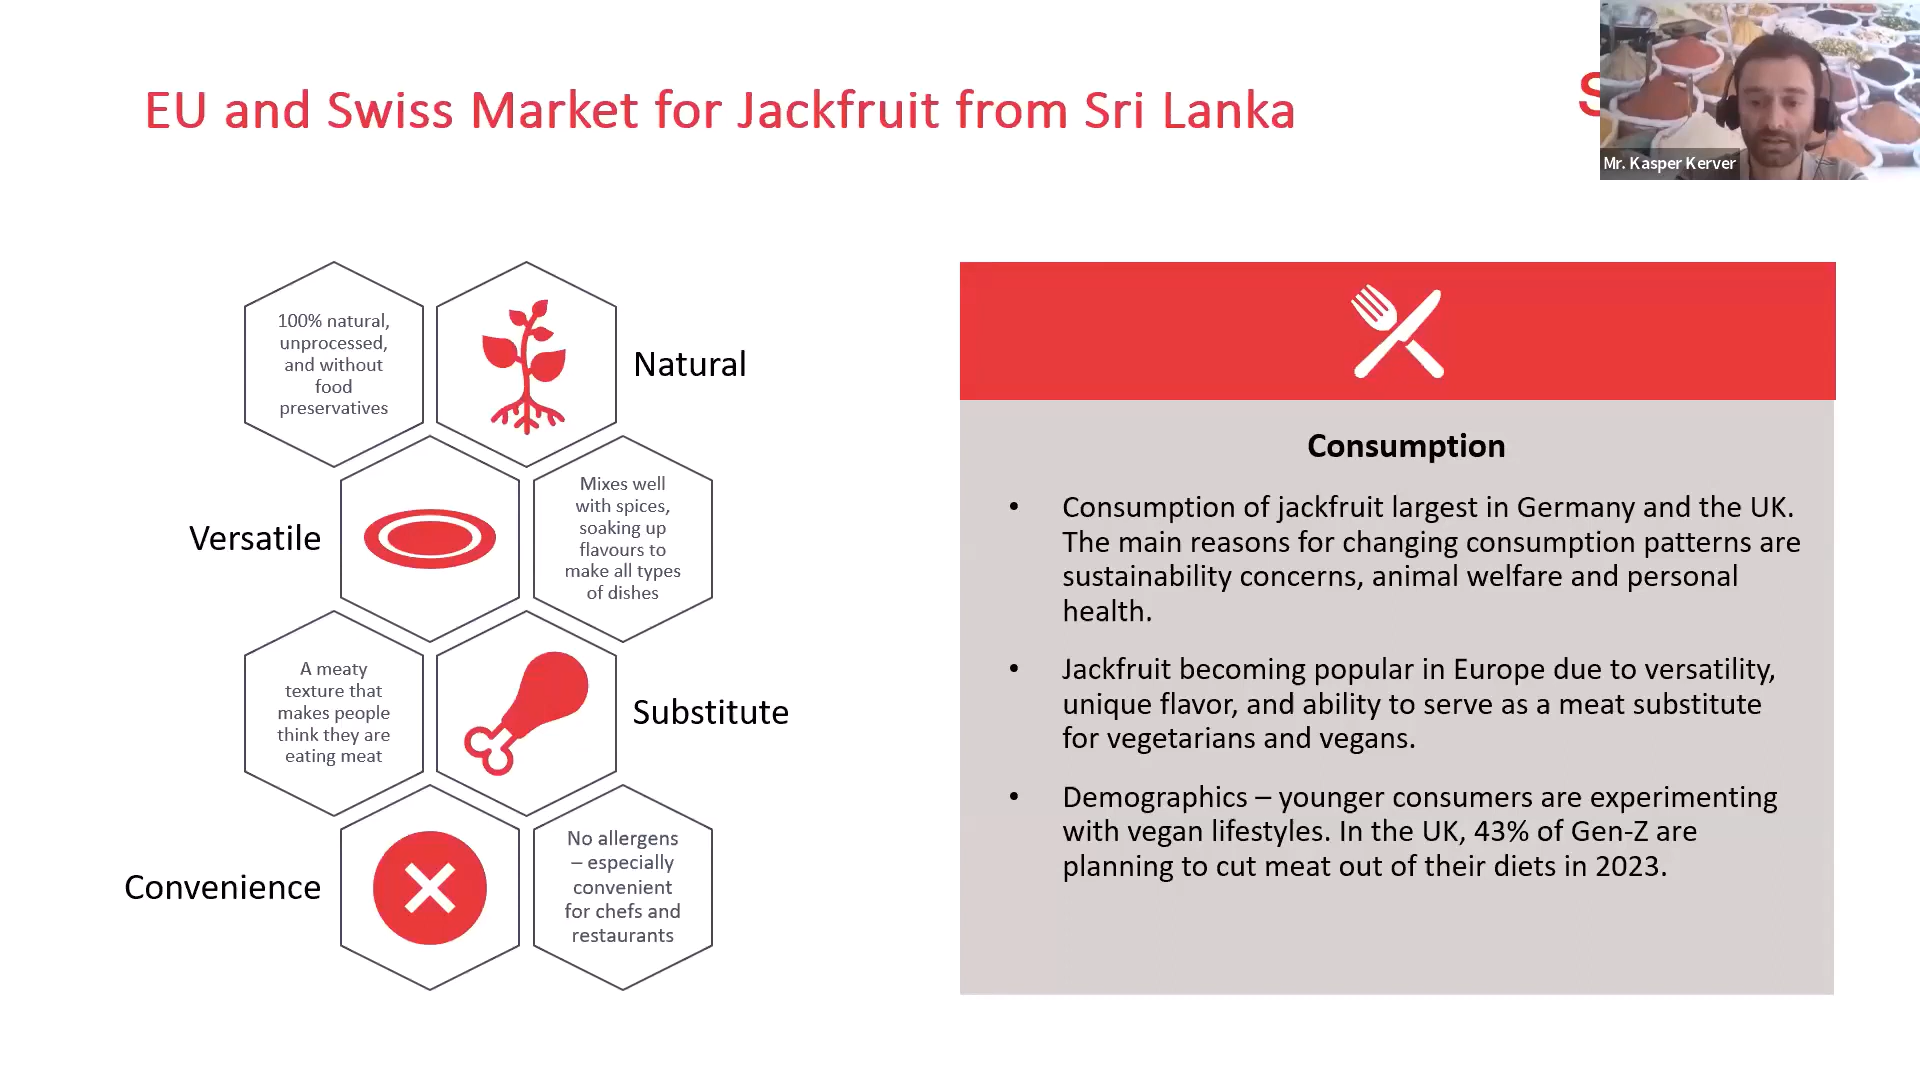 EU and Swiss Market for Jackfruit from Sri Lanka
S
Mr. Kasper Kerver
100% natural,
unprocessed,
and without
food
preservatives
Natural
Versatile
Mixes well
with spices,
soaking up
flavours to
make all types
of dishes
A meaty
texture that
makes people
think they are
eating meat
Substitute
Convenience
No allergens
– especially
convenient
for chefs and
restaurants
Consumption
• Consumption of jackfruit largest in Germany and the UK.
The main reasons for changing consumption patterns are
sustainability concerns, animal welfare and personal
health.
• Jackfruit becoming popular in Europe due to versatility,
unique flavor, and ability to serve as a meat substitute
for vegetarians and vegans.
• Demographics – younger consumers are experimenting
with vegan lifestyles. In the UK, 43% of Gen-Z are
planning to cut meat out of their diets in 2023.